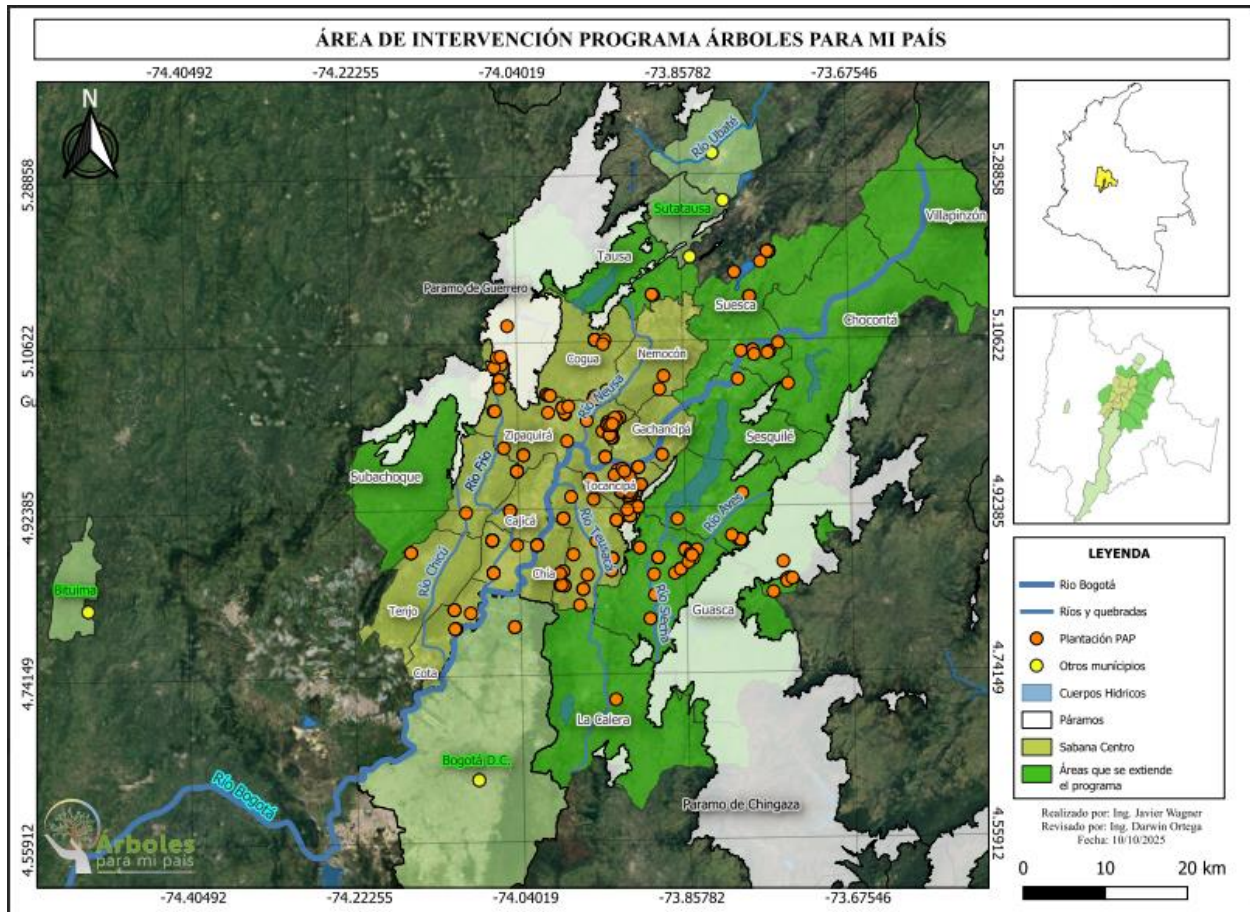 ÁREA DE INTERVENCIÓN PROGRAMA ÁRBOLES PARA MI PAÍS
-74.40492 -74.22255 -74.04019 -73.85782 -73.67546
N
5.28858
5.10622
4.92385
4.74149
4.55912
5.28858
5.10622
4.92385
4.74149
4.55912
Río Ubaté
Sutatausa
Villapinzón
Tausa
Paramo de Guerrero
Suesca
Chocontá
Cogua
Nemocón
Río Neusa
Gachancipá
Zipaquirá
Sesquilé
Subachoque
Río Frío
Tocancipá
Río Aves
Cajicá
Río Teusacá
Río Chicú
Chía
Bituima
Tenjo
Guasca
Río Siecha
Cota
La Calera
Bogotá D.C.
Río Bogotá
Paramo de Chingaza
Árboles
para mi país
-74.40492 -74.22255 -74.04019 -73.85782 -73.67546
LEYENDA
Rio Bogotá
Ríos y quebradas
Plantación PAP
Otros munícipios
Cuerpos Hidricos
Páramos
Sabana Centro
Áreas que se extiende
el programa
Realizado por: Ing. Javier Wagner
Revisado por: Ing. Darwin Ortega
Fecha: 10/10/2025
0 10 20 km